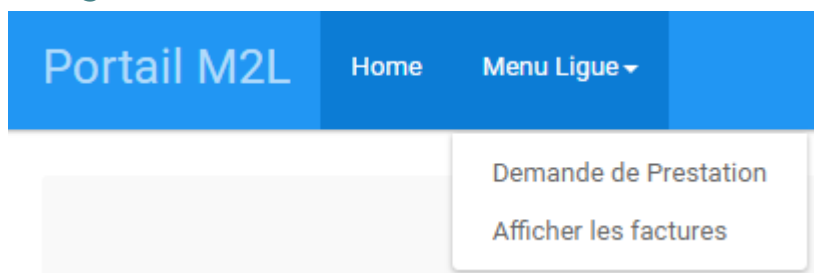 Portail M2L Home Menu Ligue
Demande de Prestation
Afficher les factures